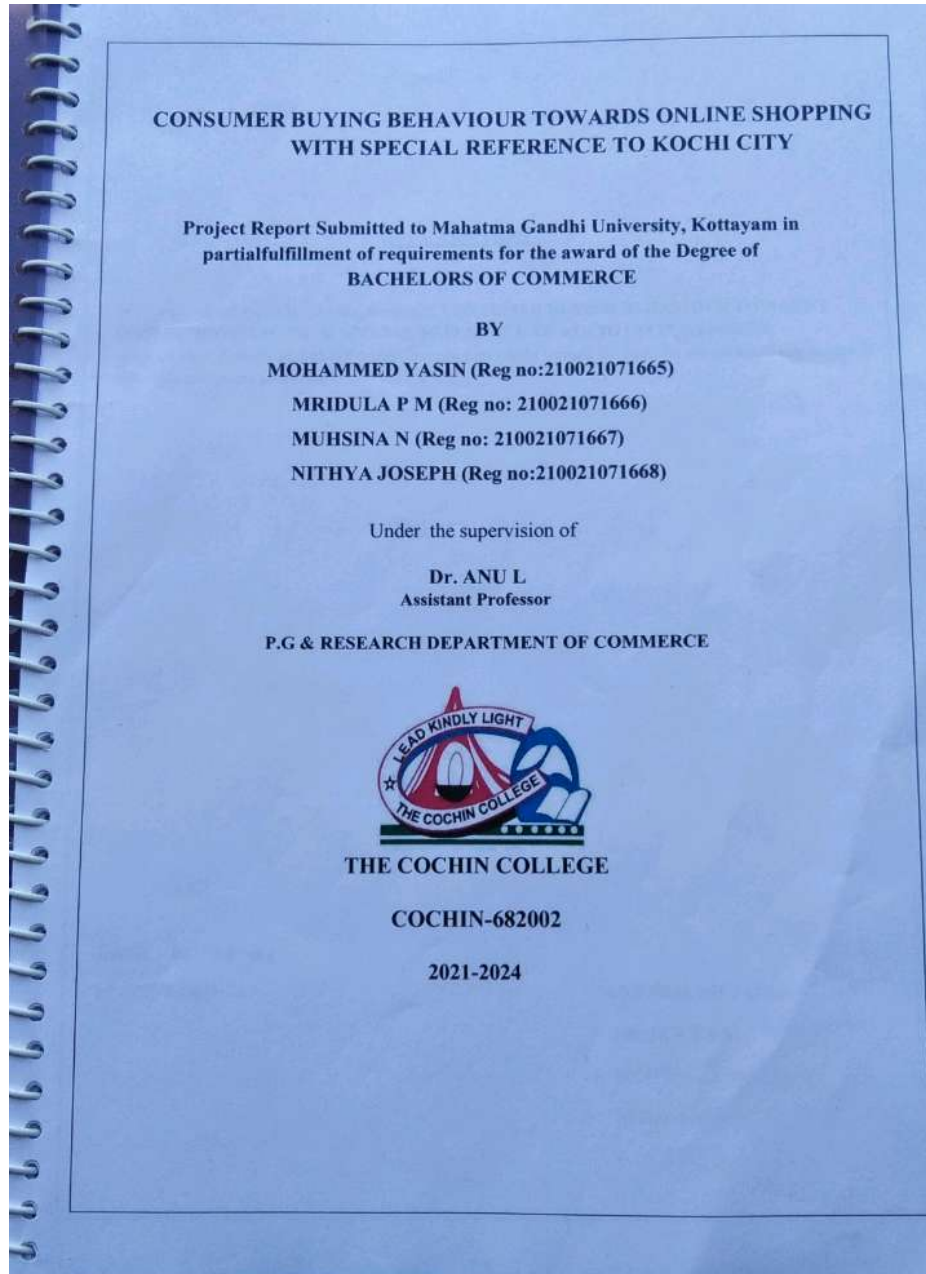 CONSUMER BUYING BEHAVIOUR TOWARDS ONLINE SHOPPING
WITH SPECIAL REFERENCE TO KOCHI CITY
Project Report Submitted to Mahatma Gandhi University, Kottayam in
partialfulfillment of requirements for the award of the Degree of
BACHELORS OF COMMERCE
BY
MOHAMMED YASIN (Reg no:210021071665)
MRIDULA P M (Reg no: 210021071666)
MUHSINA N (Reg no: 210021071667)
NITHYA JOSEPH (Reg no:210021071668)
Under the supervision of
Dr. ANU L
Assistant Professor
P.G & RESEARCH DEPARTMENT OF COMMERCE
LEAD KINDLY LIGHT
THE COCHIN COLLEGE
THE COCHIN COLLEGE
COCHIN-682002
2021-2024